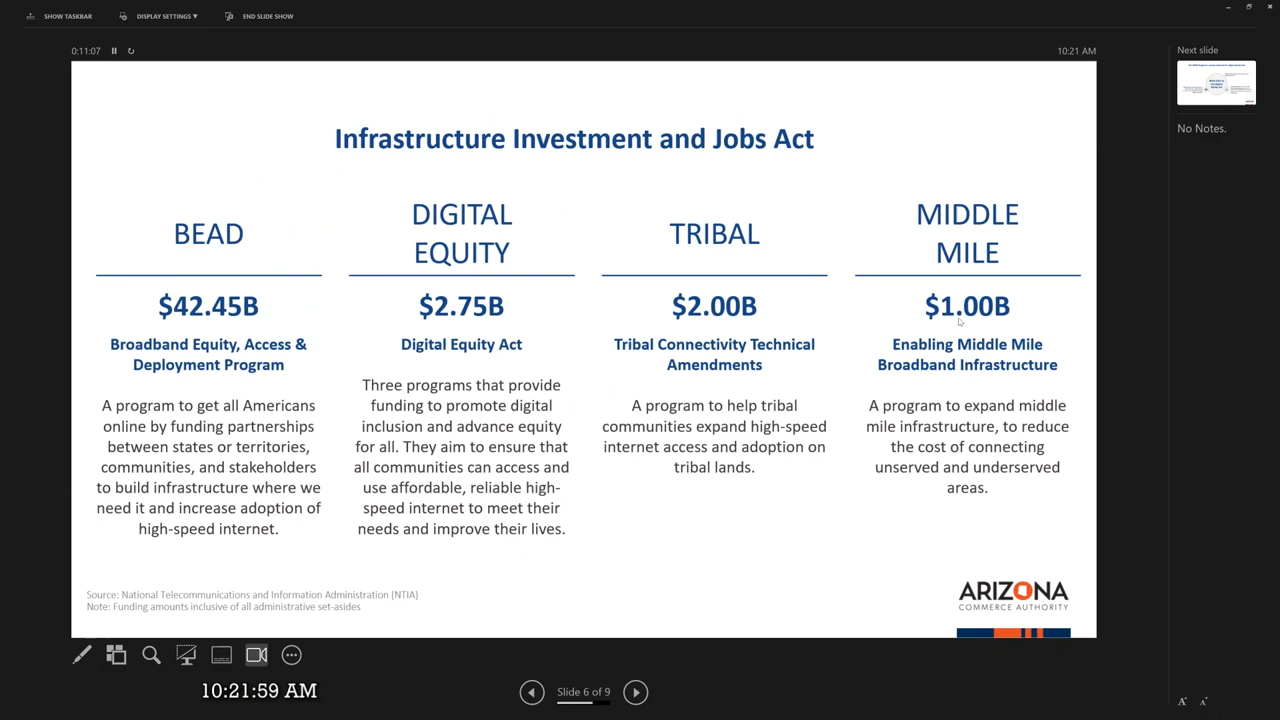 SHOW TASKBAR
DISPLAY SETTINGS ▼
END SLIDE SHOW
0:11:07
10:21 AM
Next slide
No Notes.
Infrastructure Investment and Jobs Act
BEAD
$42.45B
Broadband Equity, Access &
Deployment Program
A program to get all Americans
online by funding partnerships
between states or territories,
communities, and stakeholders
to build infrastructure where we
need it and increase adoption of
high-speed internet.
DIGITAL
EQUITY
$2.75B
Digital Equity Act
Three programs that provide
funding to promote digital
inclusion and advance equity
for all. They aim to ensure that
all communities can access and
use affordable, reliable high-
speed internet to meet their
needs and improve their lives.
TRIBAL
$2.00B
Tribal Connectivity Technical
Amendments
A program to help tribal
communities expand high-speed
internet access and adoption on
tribal lands.
MIDDLE
MILE
$1.00B
Enabling Middle Mile
Broadband Infrastructure
A program to expand middle
mile infrastructure, to reduce
the cost of connecting
unserved and underserved
areas.
Source: National Telecommunications and Information Administration (NTIA)
Note: Funding amounts inclusive of all administrative set-asides
ARIZONA
COMMERCE AUTHORITY
10:21:59 AM
Slide 6 of 9
A A